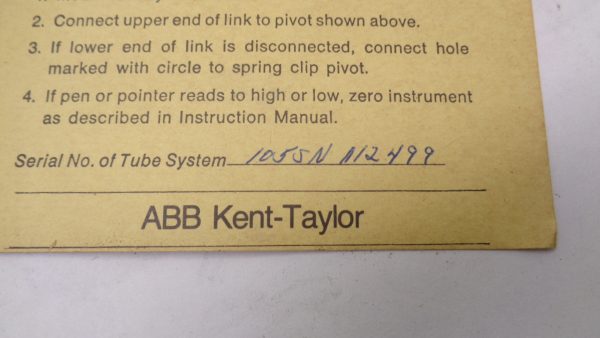 2. Connect upper end of link to pivot shown above.
3. If lower end of link is disconnected, connect hole
marked with circle to spring clip pivot.
4. If pen or pointer reads to high or low, zero instrument
as described in Instruction Manual.
Serial No. of Tube System 105SN A12499
ABB Kent-Taylor